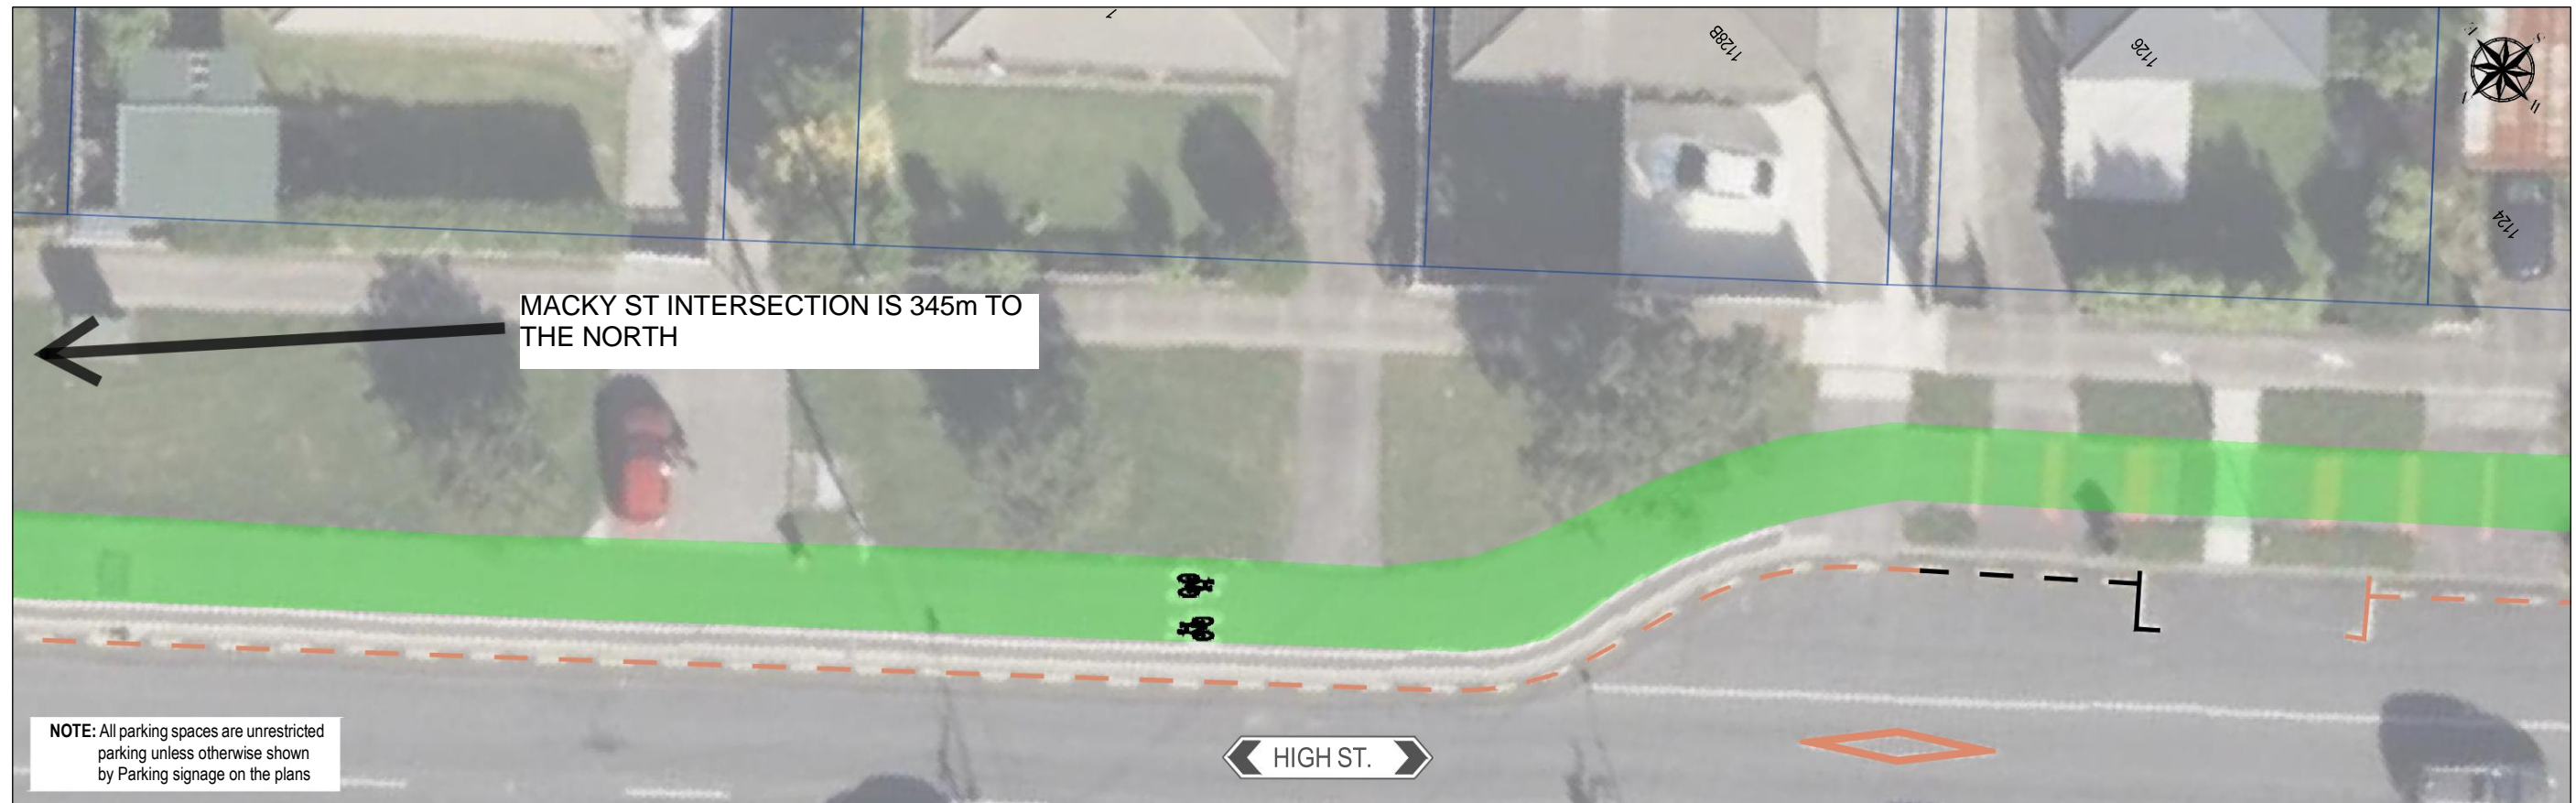 1128B
1126
1124
MACKY ST INTERSECTION IS 345m TO
THE NORTH
NOTE: All parking spaces are unrestricted
parking unless otherwise shown
by Parking signage on the plans
HIGH ST.